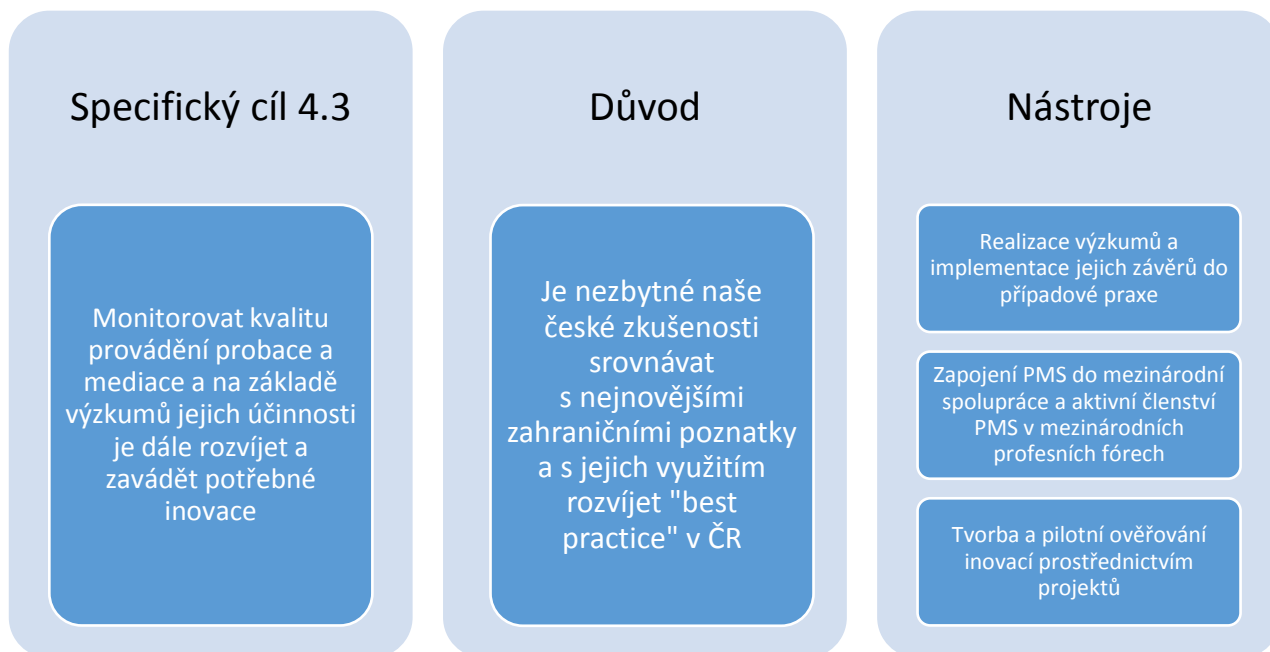 Specifický cíl 4.3
Monitorovat kvalitu
provádění probace a
mediace a na základě
výzkumů jejich účinnosti
je dále rozvíjet a
zavádět potřebné
inovace
Důvod
Je nezbytné naše
české zkušenosti
srovnávat
s nejnovějšími
zahraničními poznatky
a s jejich využitím
rozvíjet "best
practice" v ČR
Nástroje
Realizace výzkumů a
implementace jejich závěrů do
případové praxe
Zapojení PMS do mezinárodní
spolupráce a aktivní členství
PMS v mezinárodních
profesních fórech
Tvorba a pilotní ověřování
inovací prostřednictvím
projektů